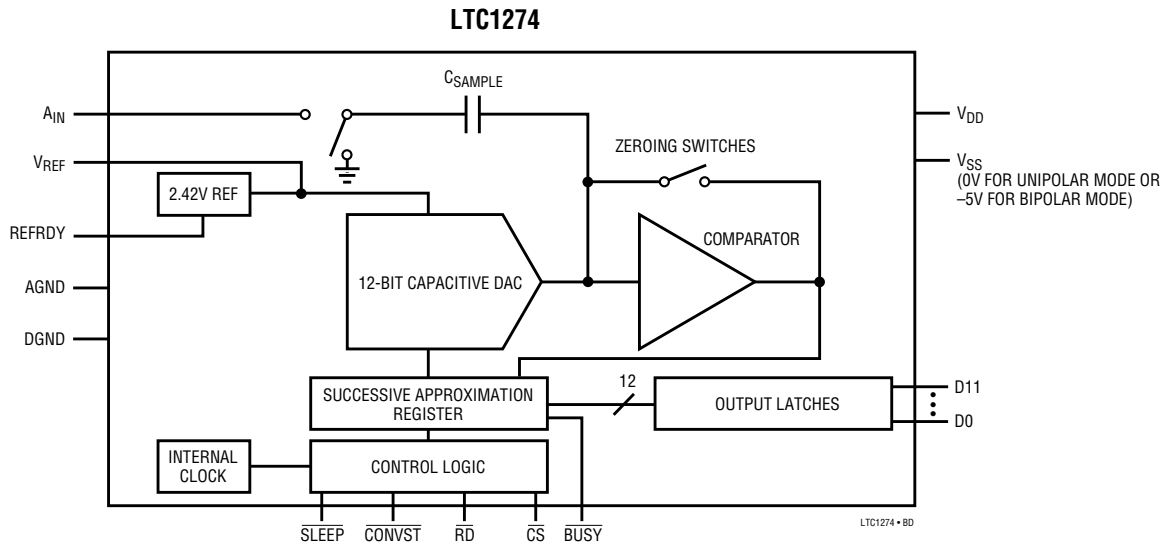 LTC1274
CSAMPLE
AIN
VDD
ZEROING SWITCHES
VREF
VSS
(0V FOR UNIPOLAR MODE OR
–5V FOR BIPOLAR MODE)
2.42V REF
REFRDY
COMPARATOR
12-BIT CAPACITIVE DAC
AGND
DGND
12
D11
SUCCESSIVE APPROXIMATION
REGISTER
OUTPUT LATCHES
D0
INTERNAL
CLOCK
CONTROL LOGIC
SLEEP CONVST RD CS BUSY
LTC1274 • BD